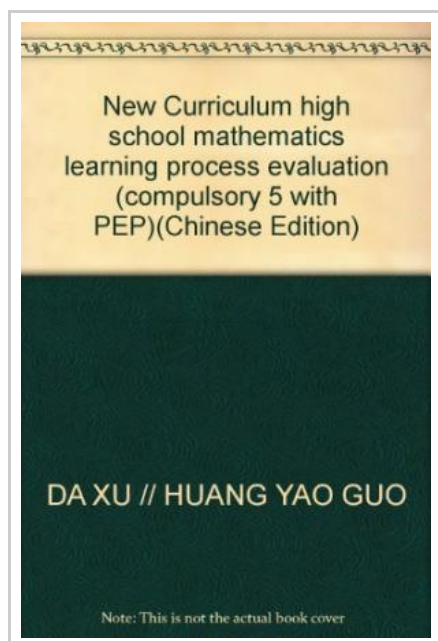 New Curriculum high
school mathematics
learning process evaluation
(compulsory 5 with
PEP)(Chinese Edition)
DA XU // HUANG YAO GUO
Note: This is not the actual book cover